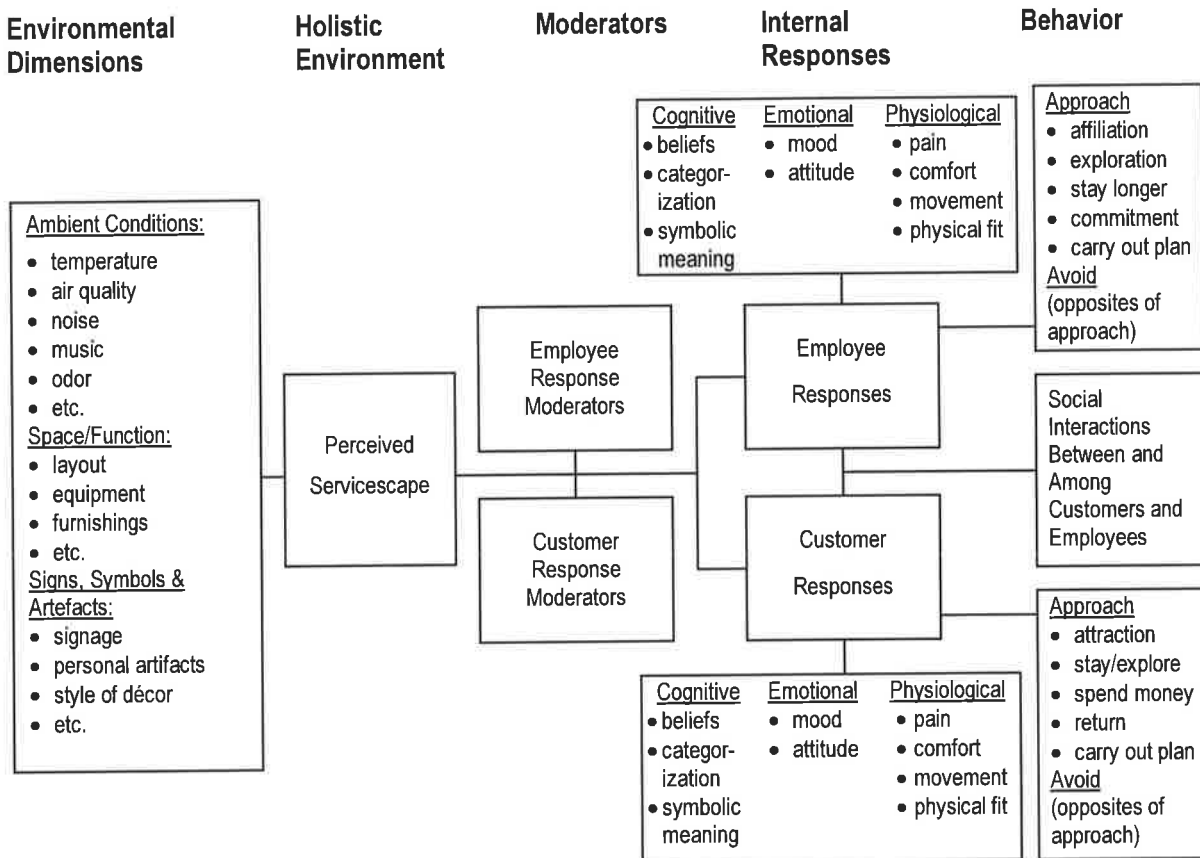 Environmental
Dimensions
Holistic
Environment
Moderators
Internal
Responses
Behavior
Ambient Conditions:
• temperature
• air quality
• noise
• music
• odor
• etc.
Space/Function:
• layout
• equipment
• furnishings
• etc.
Signs, Symbols &
Artefacts:
• signage
• personal artifacts
• style of décor
• etc.
Perceived
Servicescape
Employee
Response
Moderators
Customer
Response
Moderators
Cognitive
• beliefs
• categor-
ization
• symbolic
meaning
Emotional
• mood
• attitude
Physiological
• pain
• comfort
• movement
• physical fit
Employee
Responses
Customer
Responses
Cognitive
• beliefs
• categor-
ization
• symbolic
meaning
Emotional
• mood
• attitude
Physiological
• pain
• comfort
• movement
• physical fit
Approach
• affiliation
• exploration
• stay longer
• commitment
• carry out plan
Avoid
(opposites of
approach)
Social
Interactions
Between and
Among
Customers and
Employees
Approach
• attraction
• stay/explore
• spend money
• return
• carry out plan
Avoid
(opposites of
approach)